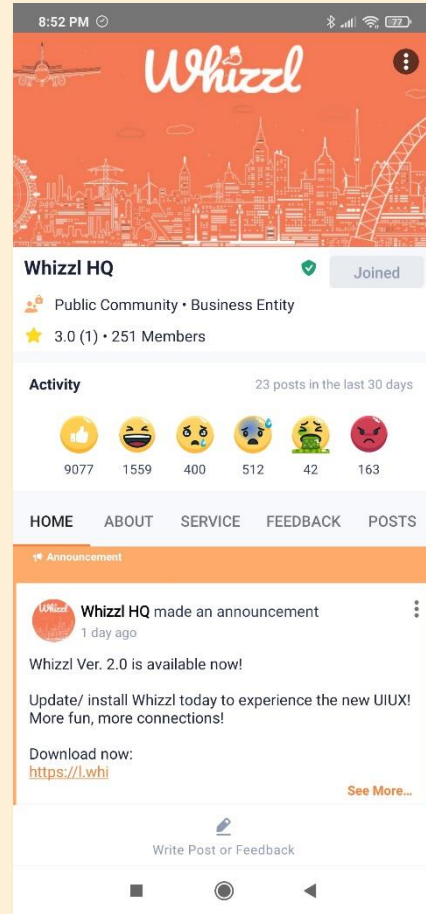 8:52 PM
77
Whizzl
Whizzl HQ
Joined
Public Community • Business Entity
3.0 (1) • 251 Members
Activity
23 posts in the last 30 days
9077 1559 400 512 42 163
HOME ABOUT SERVICE FEEDBACK POSTS
Announcement
Whizzl
Whizzl HQ made an announcement
1 day ago
Whizzl Ver. 2.0 is available now!
Update/ install Whizzl today to experience the new UIUX!
More fun, more connections!
Download now:
https://l.whi
See More...
Write Post or Feedback